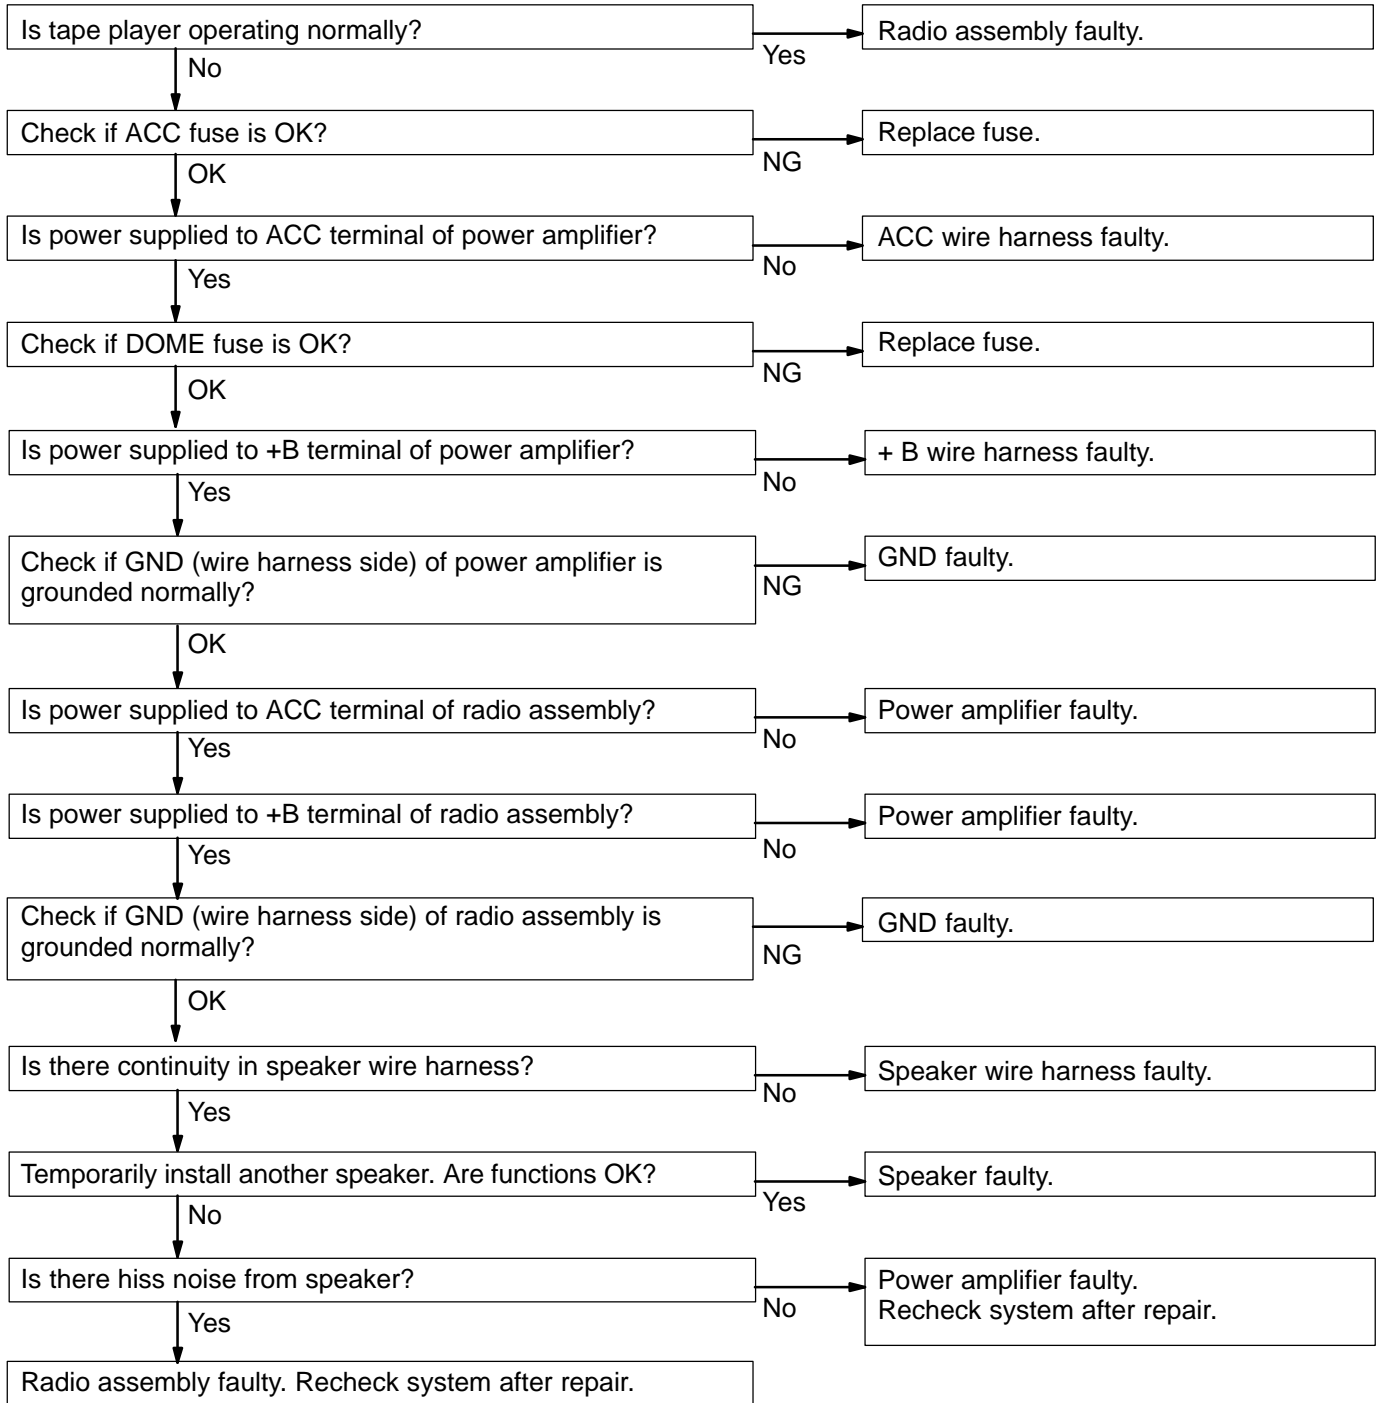 Is tape player operating normally?
Yes
Radio assembly faulty.
No
Check if ACC fuse is OK?
NG
Replace fuse.
OK
Is power supplied to ACC terminal of power amplifier?
No
ACC wire harness faulty.
Yes
Check if DOME fuse is OK?
NG
Replace fuse.
OK
Is power supplied to +B terminal of power amplifier?
No
+ B wire harness faulty.
Yes
Check if GND (wire harness side) of power amplifier is
grounded normally?
NG
GND faulty.
OK
Is power supplied to ACC terminal of radio assembly?
No
Power amplifier faulty.
Yes
Is power supplied to +B terminal of radio assembly?
No
Power amplifier faulty.
Yes
Check if GND (wire harness side) of radio assembly is
grounded normally?
NG
GND faulty.
OK
Is there continuity in speaker wire harness?
No
Speaker wire harness faulty.
Yes
Temporarily install another speaker. Are functions OK?
Yes
Speaker faulty.
No
Is there hiss noise from speaker?
No
Power amplifier faulty.
Recheck system after repair.
Yes
Radio assembly faulty. Recheck system after repair.